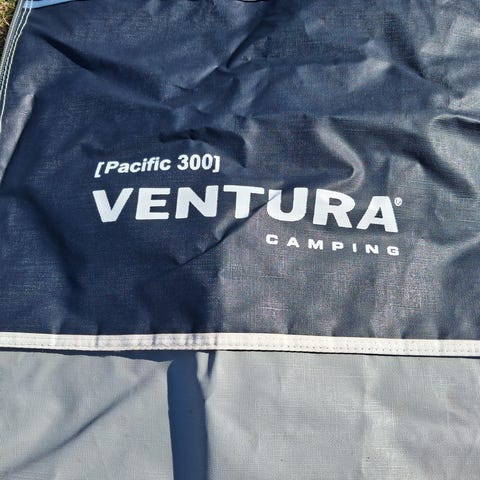 [Pacific 300]
VENTURA®
CAMPING